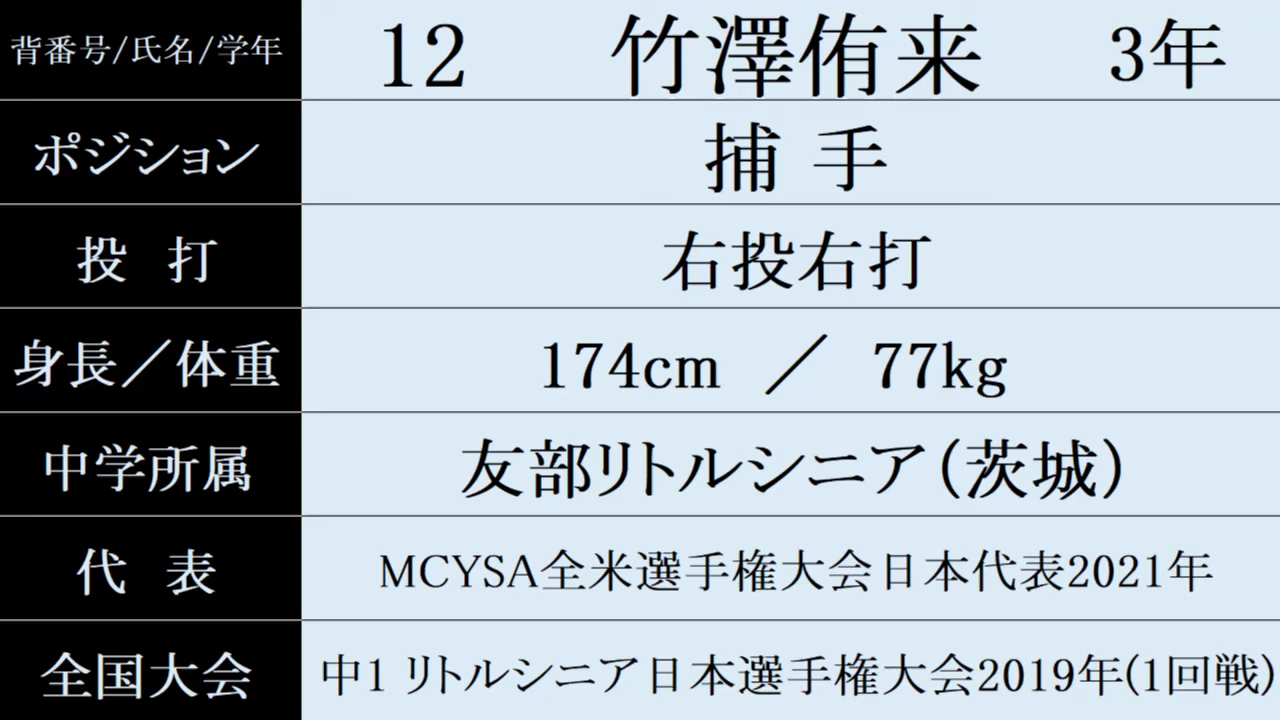 背番号/氏名/学年 12 竹澤侑来 3年
ポジション 捕手
投打 右投右打
身長／体重 174cm ／ 77kg
中学所属 友部リトルシニア(茨城)
代表 MCYSA全米選手権大会日本代表2021年
全国大会 中1 リトルシニア日本選手権大会2019年(1回戦)